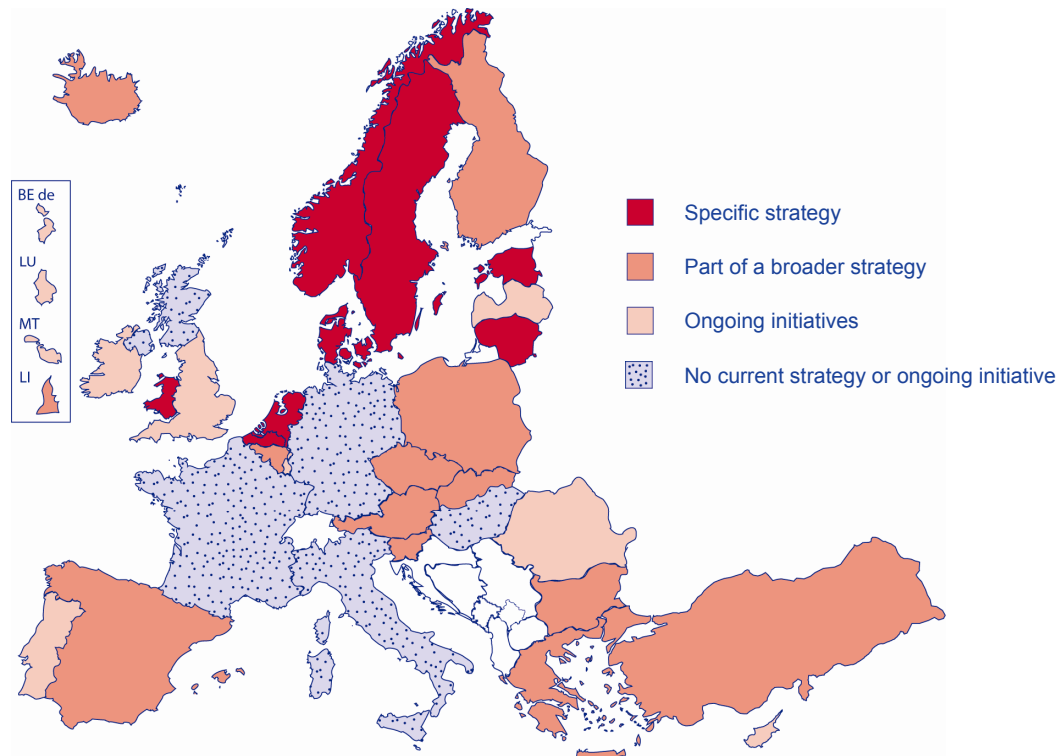 BE de
LU
MT
LI
Specific strategy
Part of a broader strategy
Ongoing initiatives
No current strategy or ongoing initiative